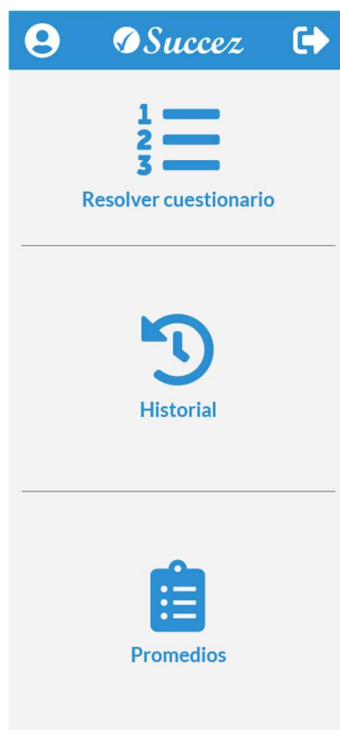 Succez
1
2
3
Resolver cuestionario
Historial
Promedios